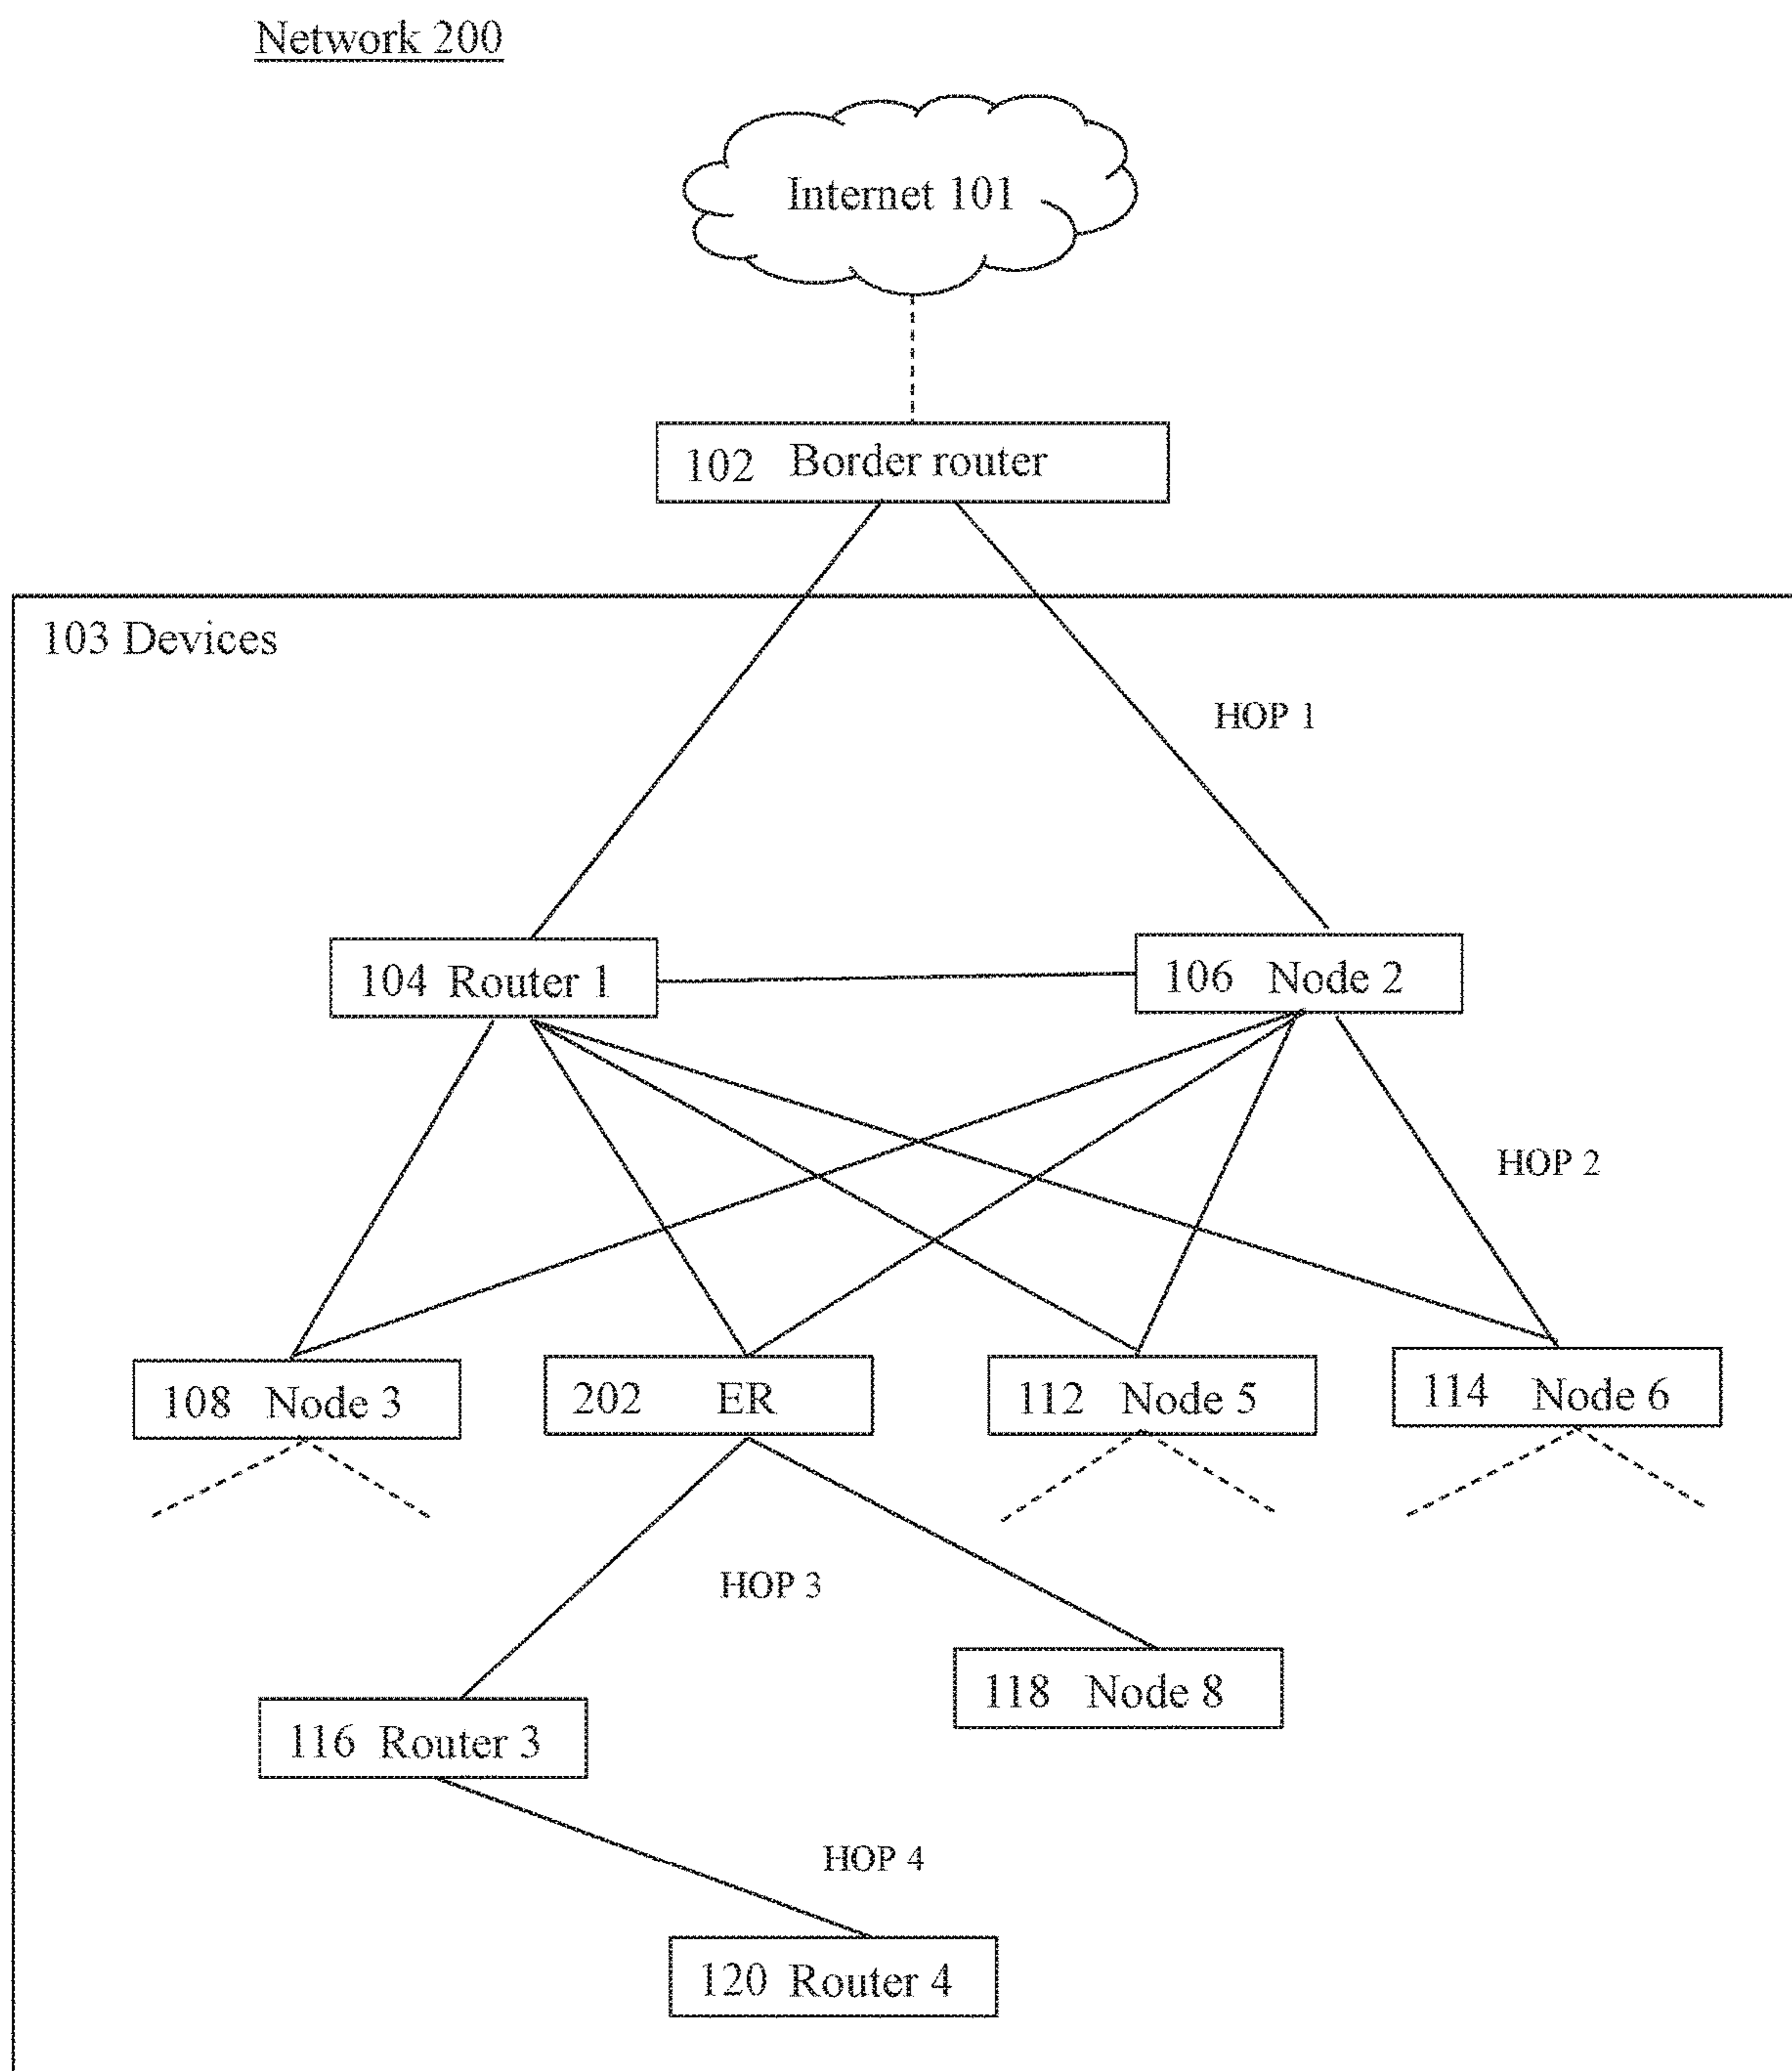 Network 200
Internet 101
102 Border router
103 Devices
HOP 1
104 Router 1
106 Node 2
HOP 2
108 Node 3
202 ER
112 Node 5
114 Node 6
HOP 3
118 Node 8
116 Router 3
HOP 4
120 Router 4